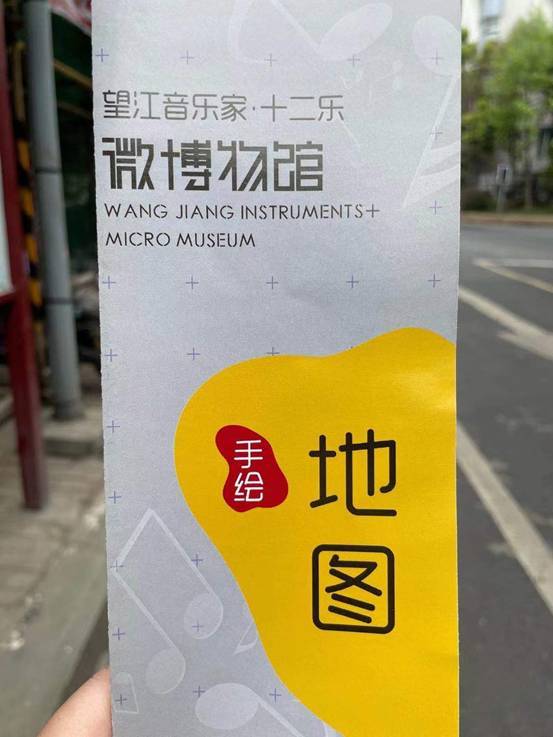 望江音乐家·十二乐
微博物馆
WANG JIANG INSTRUMENTS+
MICRO MUSEUM
手绘
地图